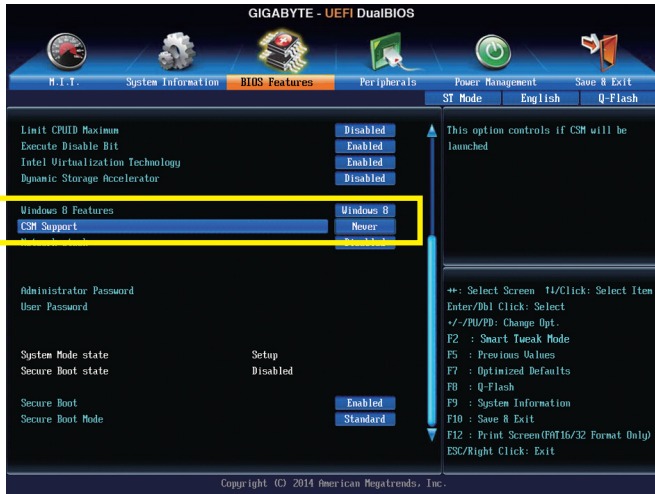 GIGABYTE - UEFI DualBIOS
M.I.T. System Information BIOS Features Peripherals Power Management Save & Exit
ST Mode English Q-Flash
Limit CPUID Maximum Disabled
Execute Disable Bit Enabled
Intel Virtualization Technology Enabled
Dynamic Storage Accelerator Disabled
Windows 8 Features Windows 8
CSM Support Never
Administrator Password
User Password
System Mode state Setup
Secure Boot state Disabled
Secure Boot Enabled
Secure Boot Mode Standard
This option controls if CSM will be
launched
→←: Select Screen ↑↓/Click: Select Item
Enter/Dbl Click: Select
+/-/PU/PD: Change Opt.
F2 : Smart Tweak Mode
F5 : Previous Values
F7 : Optimized Defaults
F8 : Q-Flash
F9 : System Information
F10 : Save & Exit
F12 : Print Screen(FAT16/32 Format Only)
ESC/Right Click: Exit
Copyright (C) 2014 American Megatrends, Inc.